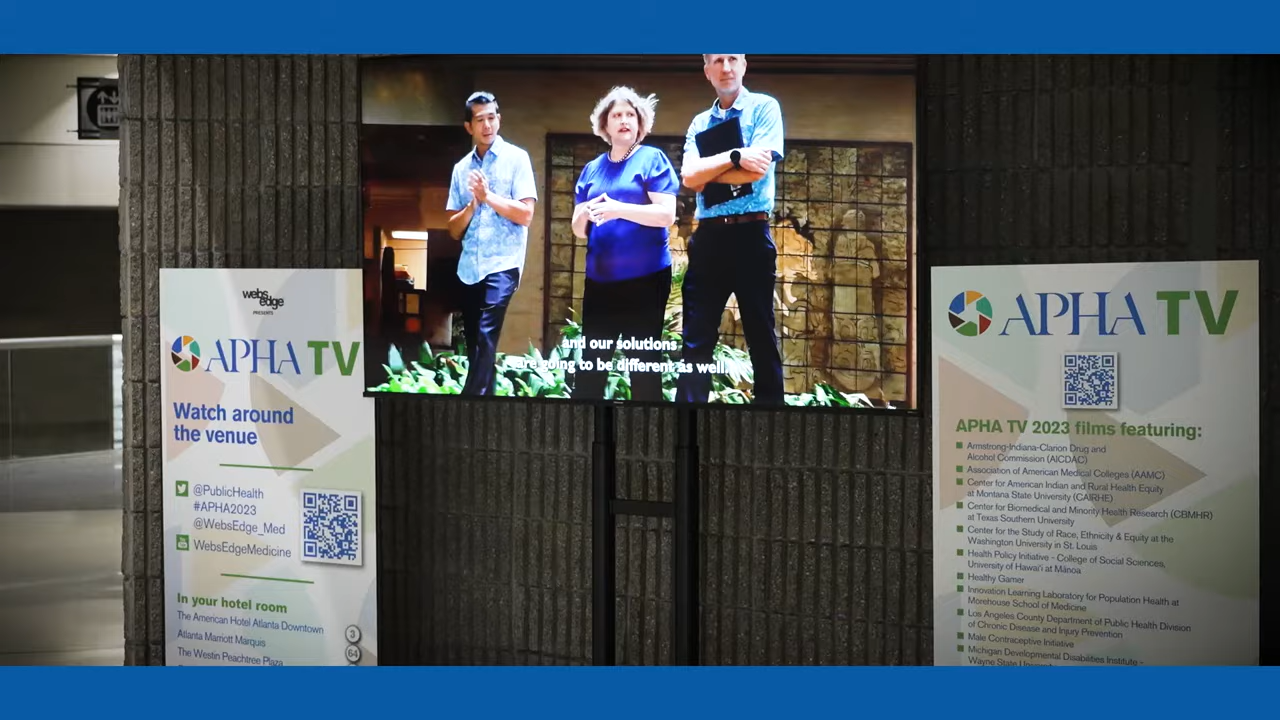 webs
edge
PRESENTS
APHA TV
Watch around
the venue
@PublicHealth
#APHA2023
@WebsEdge_Med
WebsEdgeMedicine
In your hotel room
The American Hotel Atlanta Downtown
3
Atlanta Marriott Marquis
64
The Westin Peachtree Plaza
and our solutions
are going to be different as well.
APHA TV
APHA TV 2023 films featuring:
Armstrong-Indiana-Clarion Drug and
Alcohol Commission (AICDAC)
Association of American Medical Colleges (AAMC)
Center for American Indian and Rural Health Equity
at Montana State University (CAIRHE)
Center for Biomedical and Minority Health Research (CBMHR)
at Texas Southern University
Center for the Study of Race, Ethnicity & Equity at the
Washington University in St. Louis
Health Policy Initiative - College of Social Sciences,
University of Hawai'i at Mānoa
Healthy Gamer
Innovation Learning Laboratory for Population Health at
Morehouse School of Medicine
Los Angeles County Department of Public Health Division
of Chronic Disease and Injury Prevention
Male Contraceptive Initiative
Michigan Developmental Disabilities Institute -
Wayne State